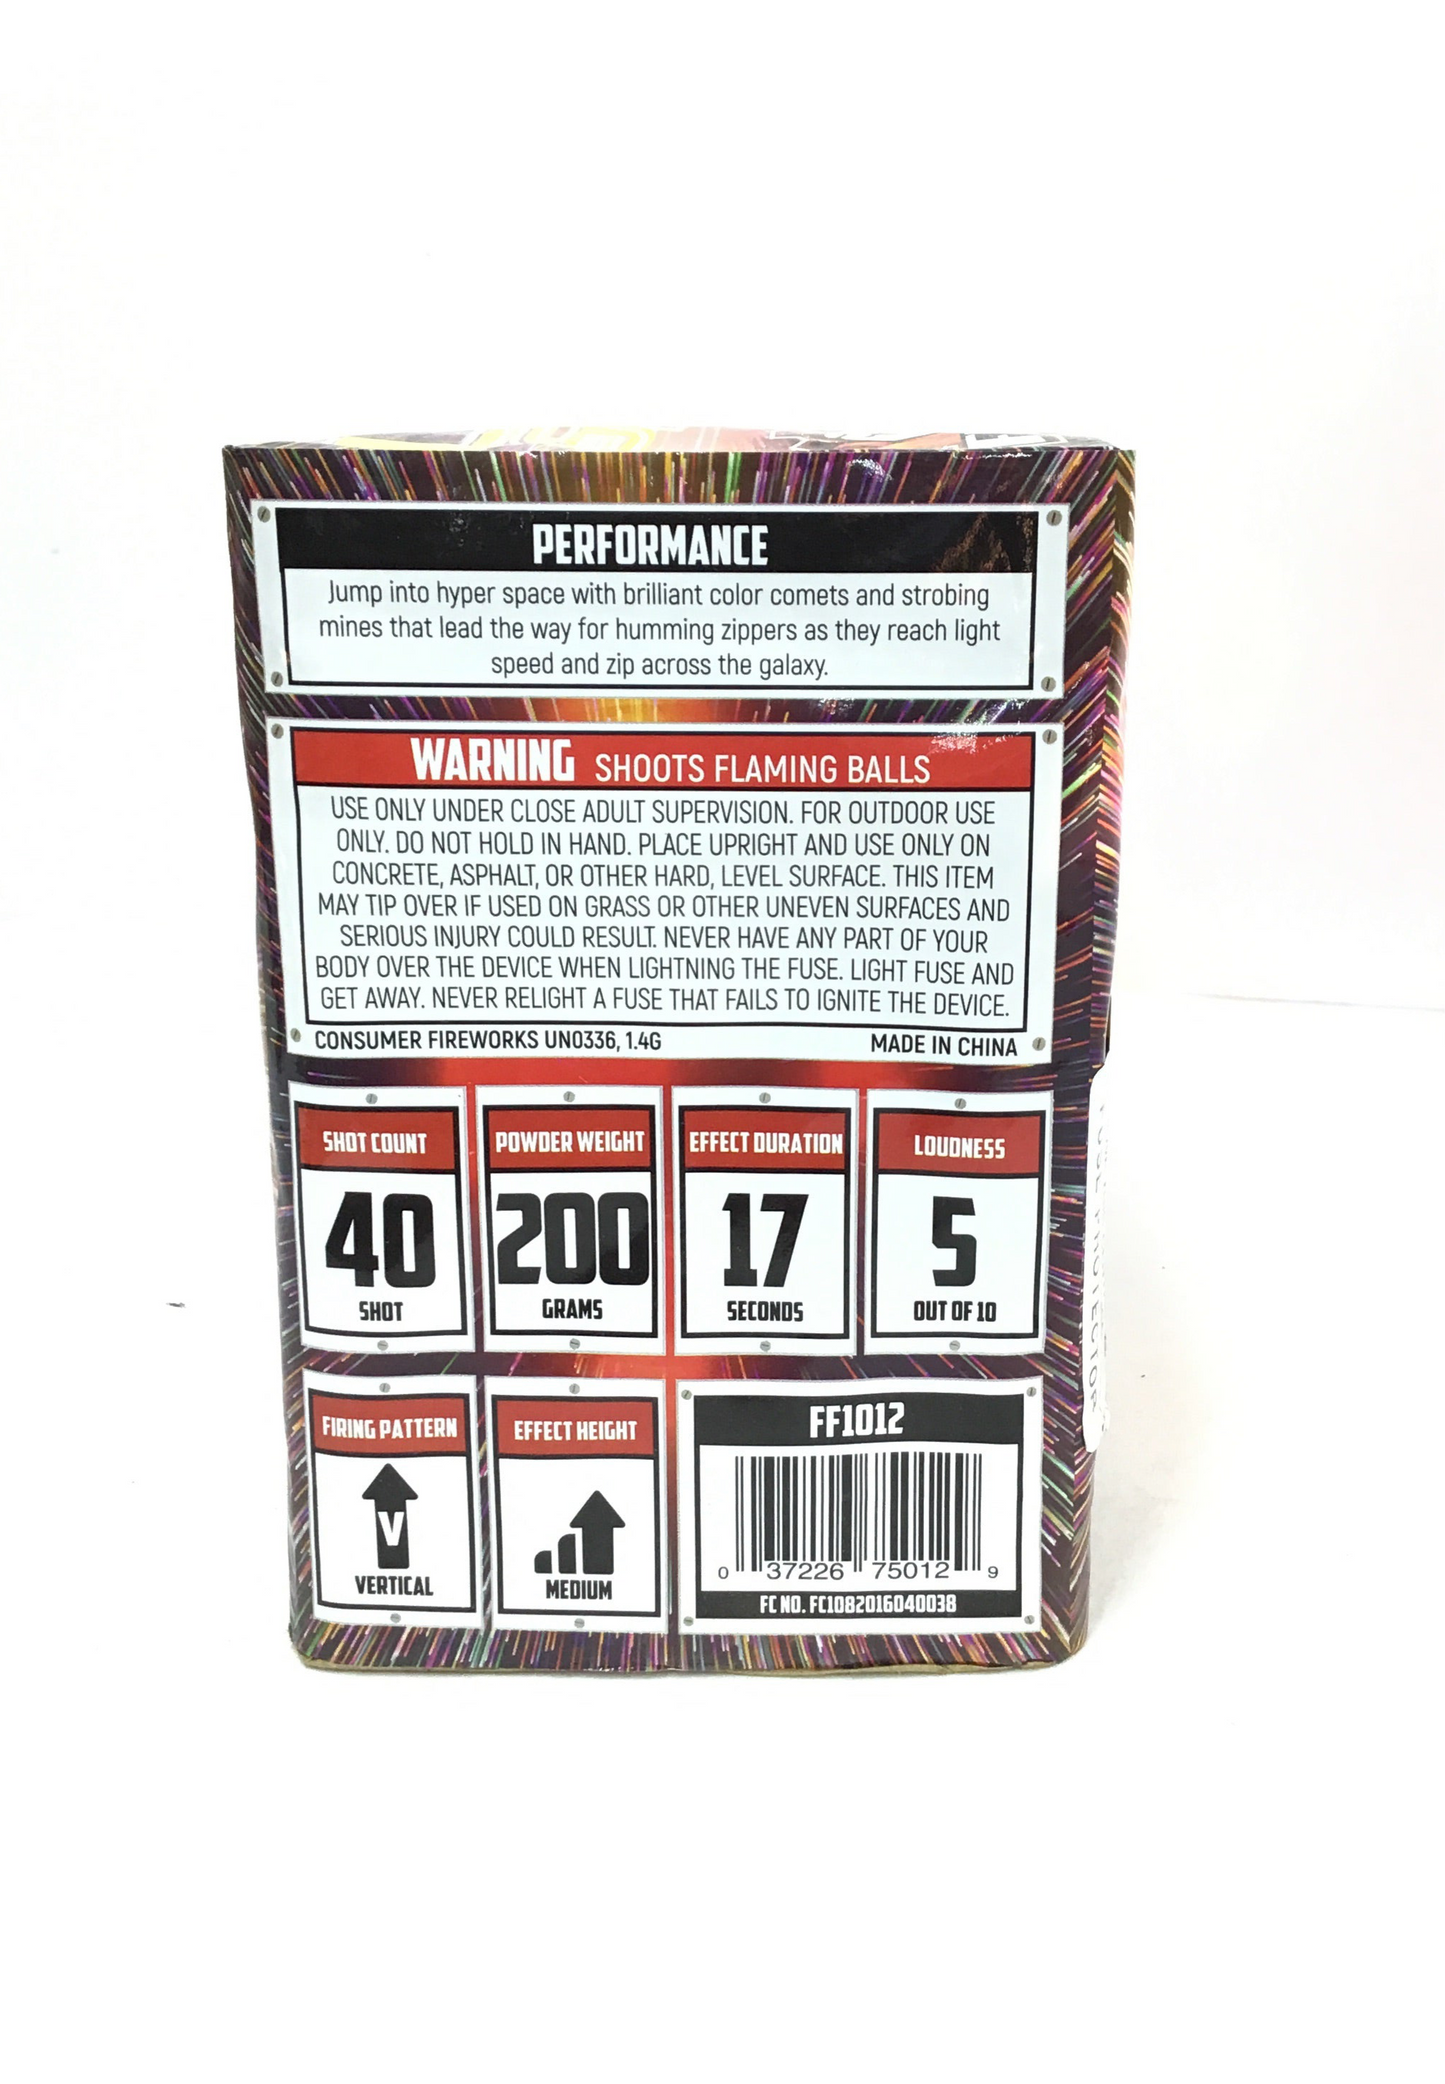 PERFORMANCE
Jump into hyper space with brilliant color comets and strobing
mines that lead the way for humming zippers as they reach light
speed and zip across the galaxy.
WARNING SHOOTS FLAMING BALLS
USE ONLY UNDER CLOSE ADULT SUPERVISION. FOR OUTDOOR USE
ONLY. DO NOT HOLD IN HAND. PLACE UPRIGHT AND USE ONLY ON
CONCRETE, ASPHALT, OR OTHER HARD, LEVEL SURFACE. THIS ITEM
MAY TIP OVER IF USED ON GRASS OR OTHER UNEVEN SURFACES AND
SERIOUS INJURY COULD RESULT. NEVER HAVE ANY PART OF YOUR
BODY OVER THE DEVICE WHEN LIGHTNING THE FUSE. LIGHT FUSE AND
GET AWAY. NEVER RELIGHT A FUSE THAT FAILS TO IGNITE THE DEVICE.
CONSUMER FIREWORKS UN0336, 1.4G MADE IN CHINA
SHOT COUNT
40
SHOT
POWDER WEIGHT
200
GRAMS
EFFECT DURATION
17
SECONDS
LOUDNESS
5
OUT OF 10
FIRING PATTERN
V
VERTICAL
EFFECT HEIGHT
MEDIUM
FF1012
0 37226 75012 9
FC NO. FC1082016040038
PROTECTOR